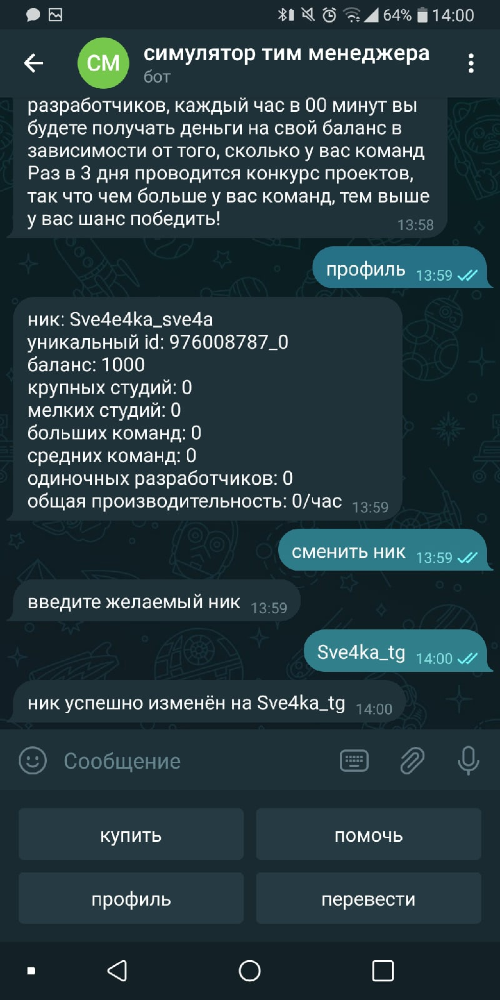 64% 14:00
СМ
симулятор тим менеджера
бот
разработчиков, каждый час в 00 минут вы
будете получать деньги на свой баланс в
зависимости от того, сколько у вас команд
Раз в 3 дня проводится конкурс проектов,
так что чем больше у вас команд, тем выше
у вас шанс победить!
13:58
профиль 13:59
ник: Sve4e4ka_sve4a
уникальный id: 976008787_0
баланс: 1000
крупных студий: 0
мелких студий: 0
больших команд: 0
средних команд: 0
одиночных разработчиков: 0
общая производительность: 0/час 13:59
сменить ник 13:59
введите желаемый ник 13:59
Sve4ka_tg 14:00
ник успешно изменён на Sve4ka_tg 14:00
Сообщение
купить помочь
профиль перевести